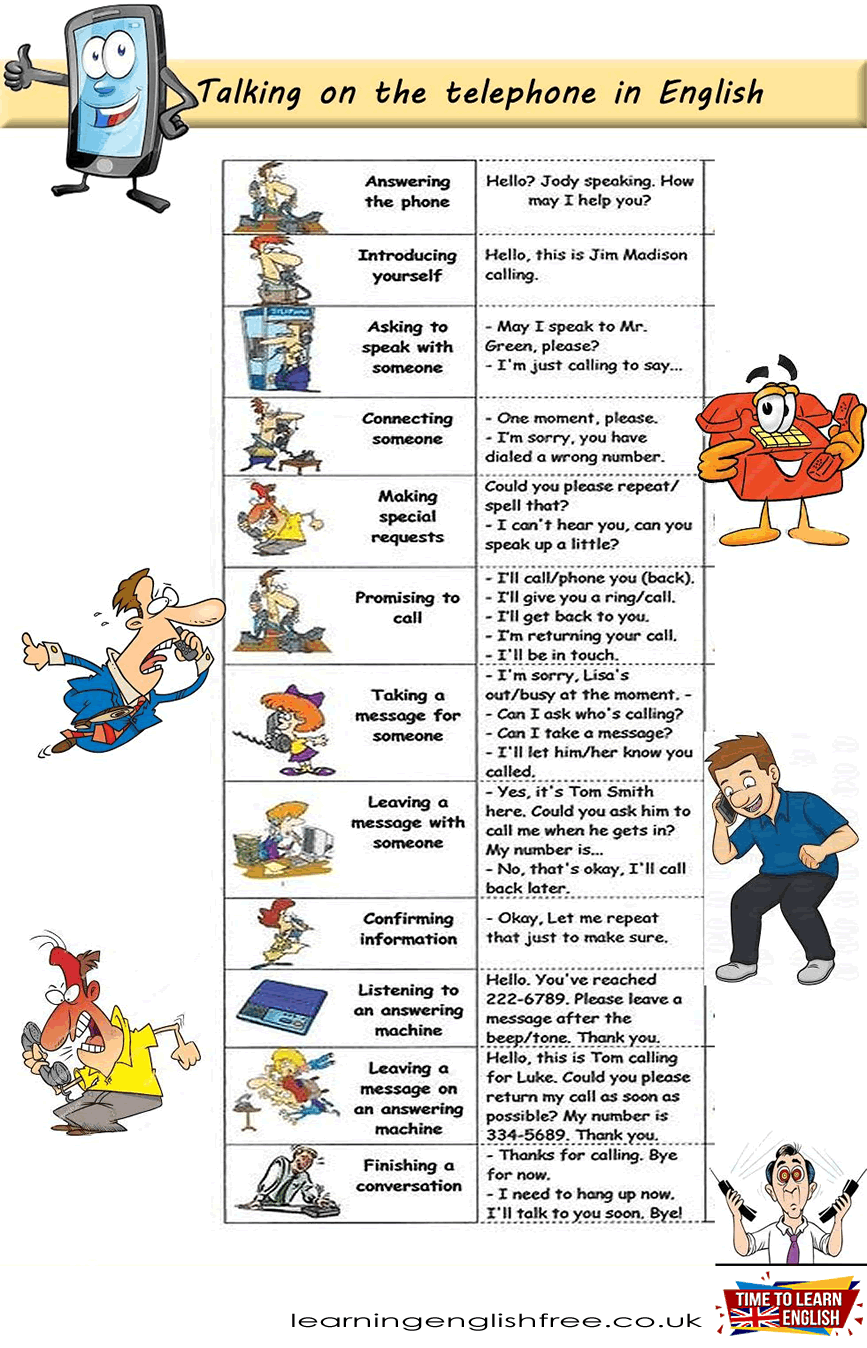 Talking on the telephone in English
Answering
the phone
Hello? Jody speaking. How
may I help you?
Introducing
yourself
Hello, this is Jim Madison
calling.
TELEPHONE
Asking to
speak with
someone
- May I speak to Mr.
Green, please?
- I'm just calling to say...
Connecting
someone
- One moment, please.
- I'm sorry, you have
dialed a wrong number.
Making
special
requests
Could you please repeat/
spell that?
- I can't hear you, can you
speak up a little?
Promising to
call
- I'll call/phone you (back).
- I'll give you a ring/call.
- I'll get back to you.
- I'm returning your call.
- I'll be in touch.
Taking a
message for
someone
- I'm sorry, Lisa's
out/busy at the moment. -
- Can I ask who's calling?
- Can I take a message?
- I'll let him/her know you
called.
Leaving a
message with
someone
- Yes, it's Tom Smith
here. Could you ask him to
call me when he gets in?
My number is...
- No, that's okay, I'll call
back later.
Confirming
information
- Okay, Let me repeat
that just to make sure.
Listening to
an answering
machine
Hello. You've reached
222-6789. Please leave a
message after the
beep/tone. Thank you.
Leaving a
message on
an answering
machine
Hello, this is Tom calling
for Luke. Could you please
return my call as soon as
possible? My number is
334-5689. Thank you.
Finishing a
conversation
- Thanks for calling. Bye
for now.
- I need to hang up now.
I'll talk to you soon. Bye!
learningenglishfree.co.uk
TIME TO LEARN
ENGLISH